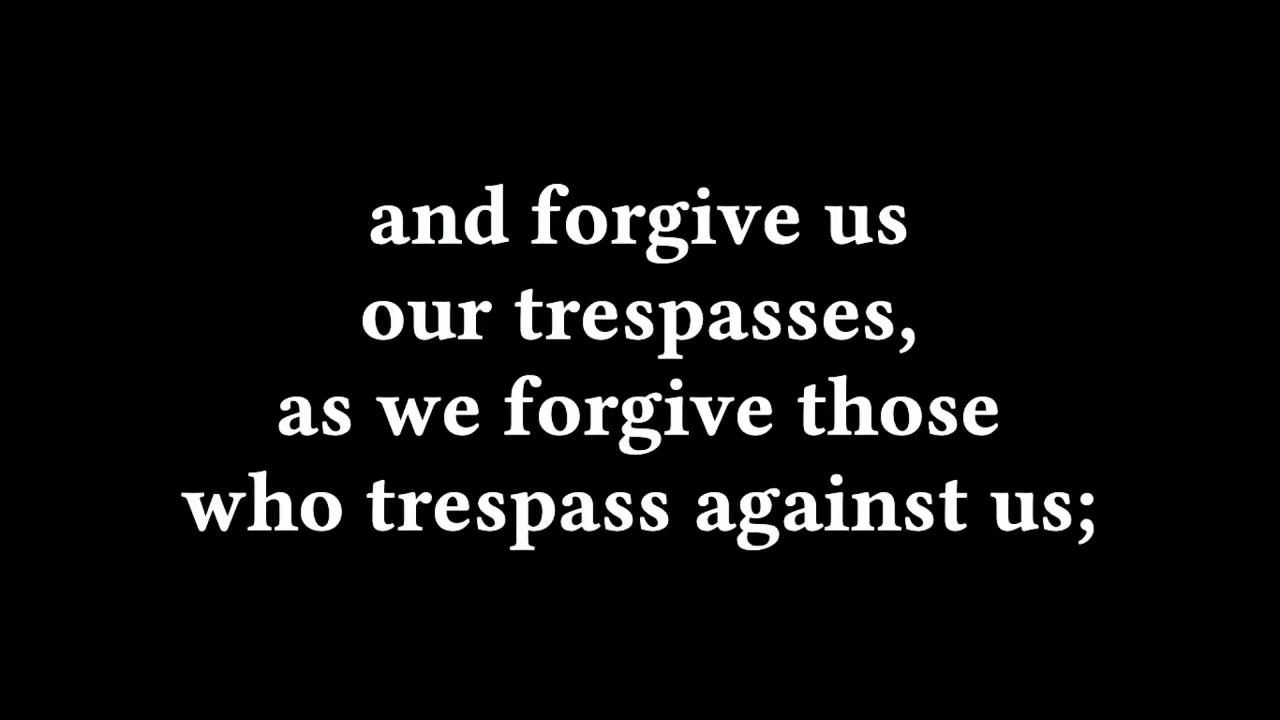 and forgive us
our trespasses,
as we forgive those
who trespass against us;